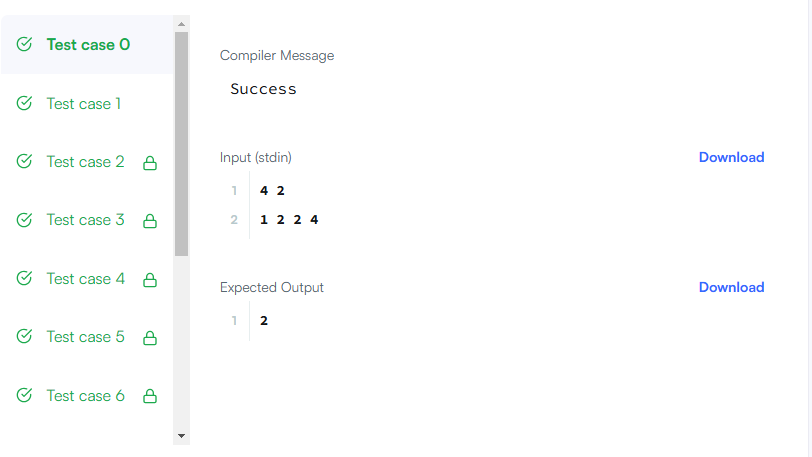 Test case 0
Test case 1
Test case 2
Test case 3
Test case 4
Test case 5
Test case 6
Compiler Message
Success
Input (stdin)
Download
1 4 2
2 1 2 2 4
Expected Output
Download
1 2